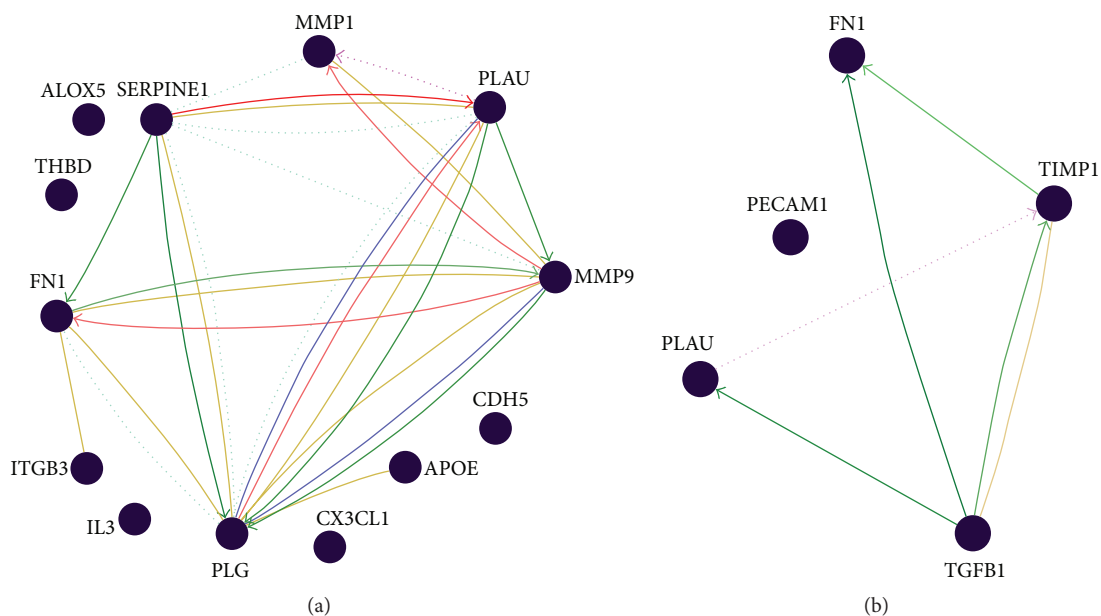 MMP1
PLAU
ALOX5
SERPINE1
THBD
FN1
MMP9
CDH5
ITGB3
APOE
IL3
CX3CL1
PLG
(a)
FN1
TIMP1
PECAM1
PLAU
TGFB1
(b)